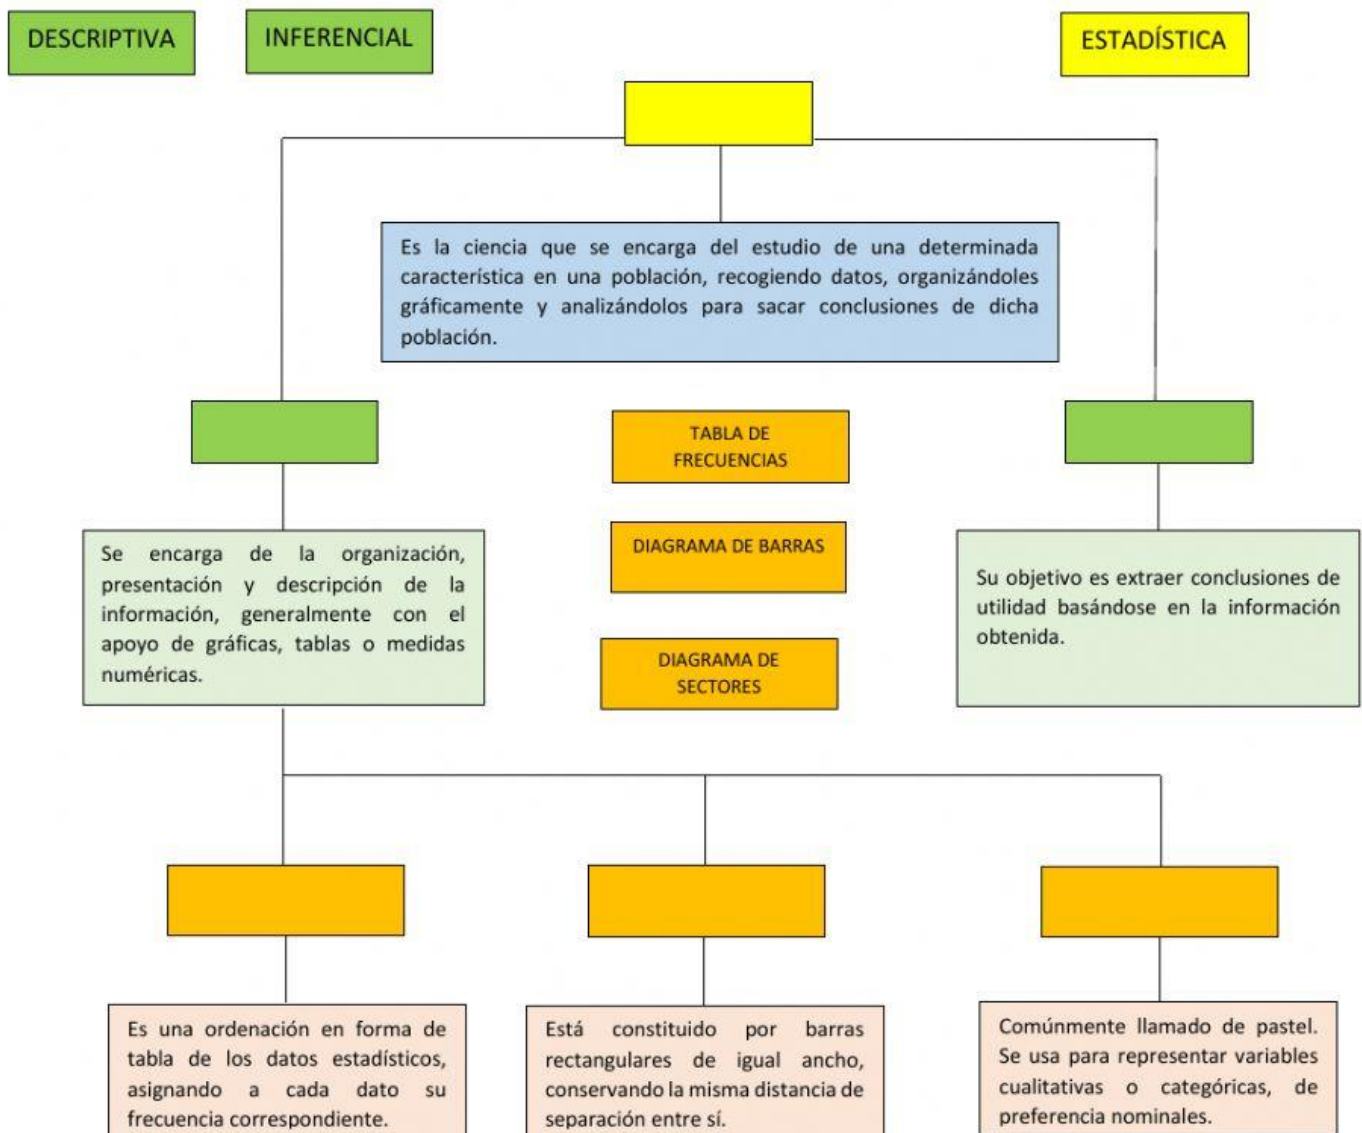 DESCRIPTIVA
INFERENCIAL
ESTADÍSTICA
Es la ciencia que se encarga del estudio de una determinada
característica en una población, recogiendo datos, organizándoles
gráficamente y analizándolos para sacar conclusiones de dicha
población.
TABLA DE
FRECUENCIAS
DIAGRAMA DE BARRAS
DIAGRAMA DE
SECTORES
Se encarga de la organización,
presentación y descripción de la
información, generalmente con el
apoyo de gráficas, tablas o medidas
numéricas.
Su objetivo es extraer conclusiones de
utilidad basándose en la información
obtenida.
Es una ordenación en forma de
tabla de los datos estadísticos,
asignando a cada dato su
frecuencia correspondiente.
Está constituido por barras
rectangulares de igual ancho,
conservando la misma distancia de
separación entre sí.
Comúnmente llamado de pastel.
Se usa para representar variables
cualitativas o categóricas, de
preferencia nominales.